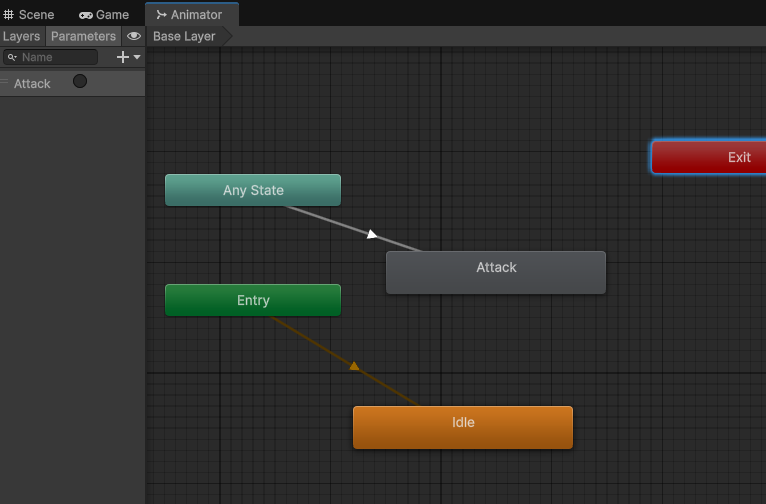 Scene Game Animator
Layers Parameters Base Layer
Name
Attack
Exit
Any State
Attack
Entry
Idle